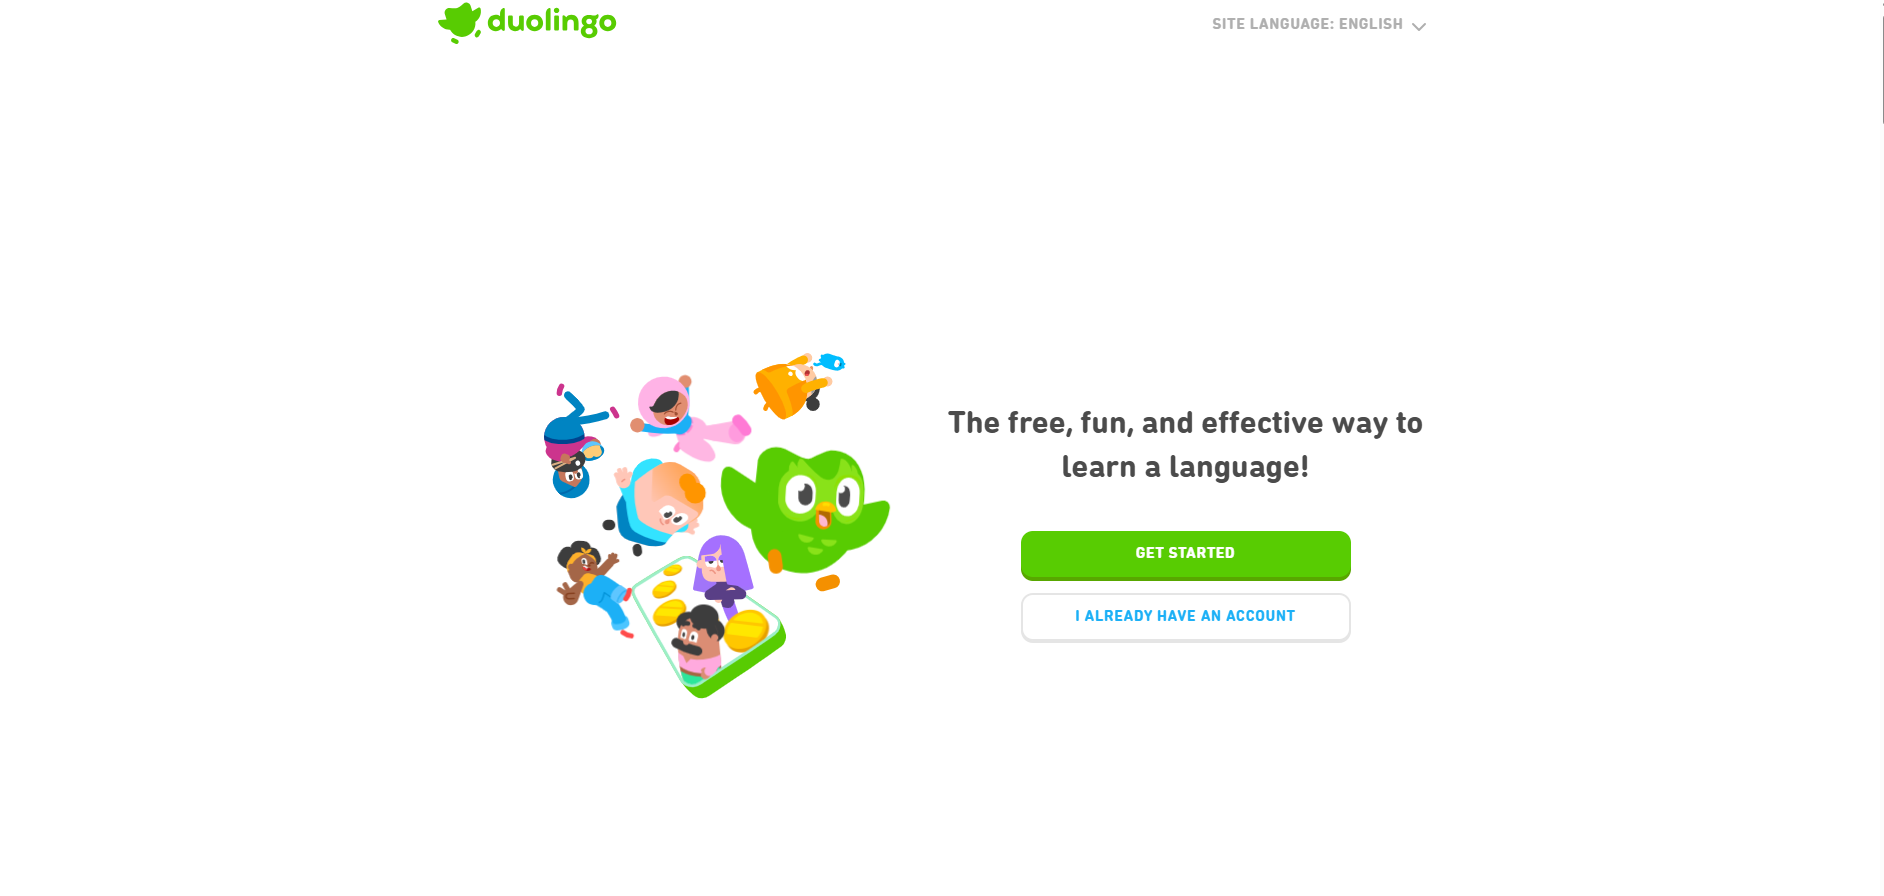 duolingo
SITE LANGUAGE: ENGLISH
The free, fun, and effective way to
learn a language!
GET STARTED
I ALREADY HAVE AN ACCOUNT